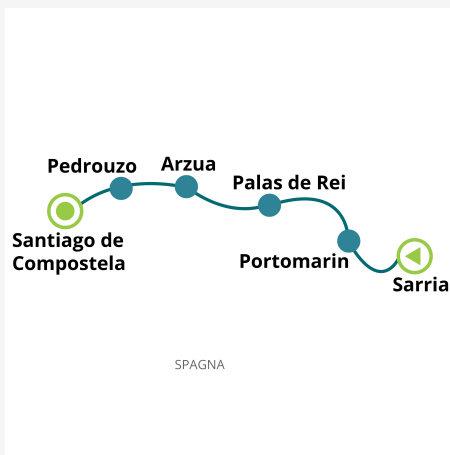 Pedrouzo
Arzua
Palas de Rei
Santiago de
Compostela
Portomarin
Sarria
SPAGNA